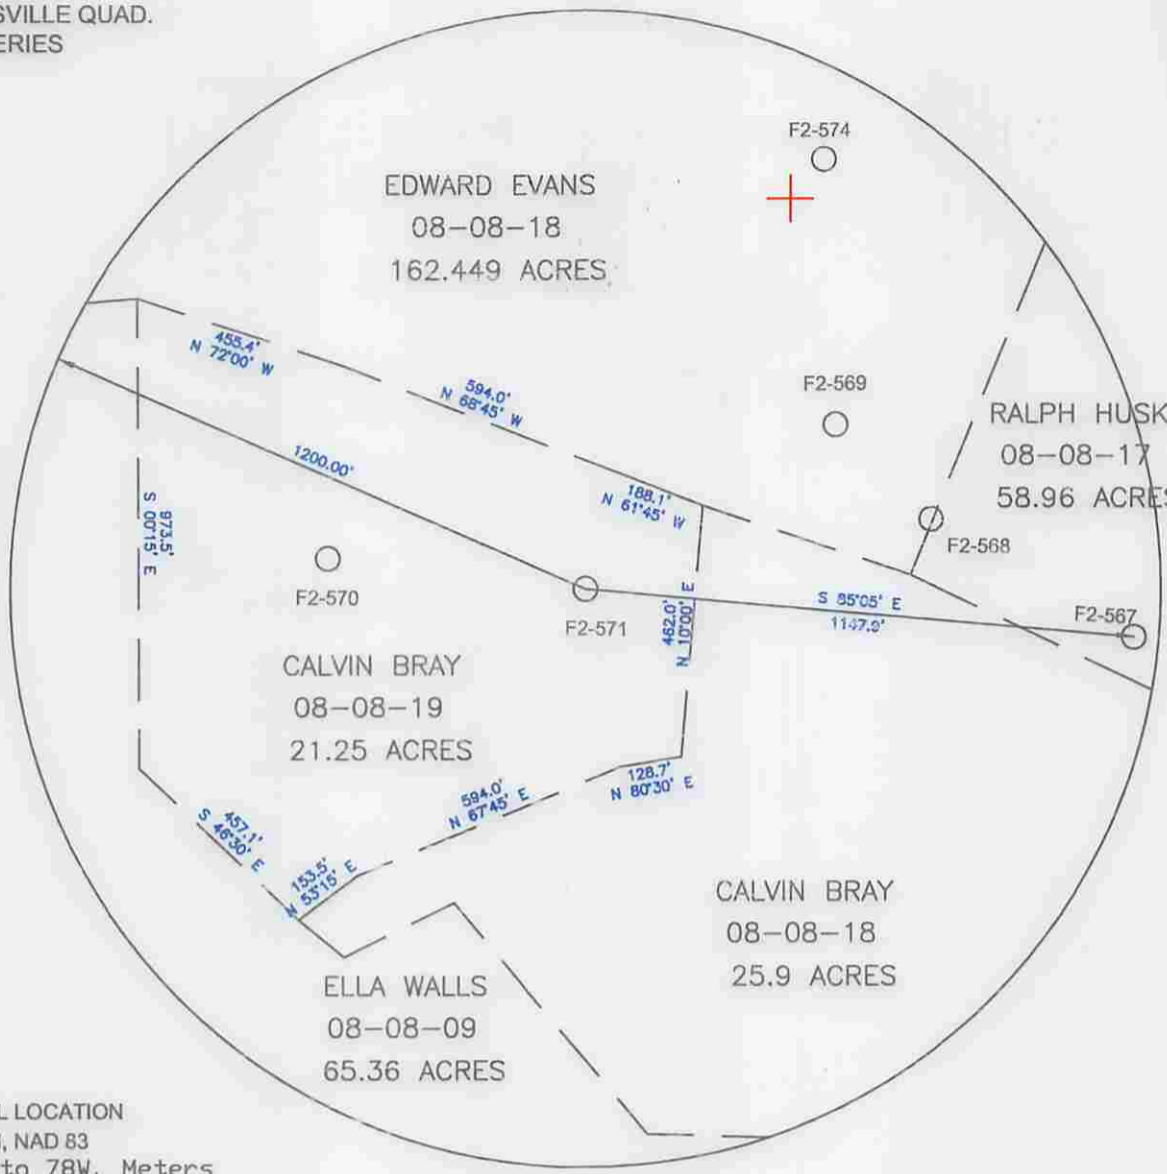 SVILLE QUAD.
ERIES
F2-574
EDWARD EVANS
08-08-18
162.449 ACRES
455.4'
N 72°00' W
594.0'
N 68°45' W
F2-569
RALPH HUSK
08-08-17
58.96 ACRES
1200.00'
188.1'
N 61°45' W
973.5'
S 00°15' E
F2-568
F2-570
F2-571
462.0'
N 10°00' E
S 85°05' E
1147.9'
F2-567
CALVIN BRAY
08-08-19
21.25 ACRES
128.7'
N 80°30' E
594.0'
N 67°45' E
457.1'
S 46°30' E
153.5'
N 53°15' E
CALVIN BRAY
08-08-18
25.9 ACRES
ELLA WALLS
08-08-09
65.36 ACRES
L LOCATION
, NAD 83
to 78W, Meters